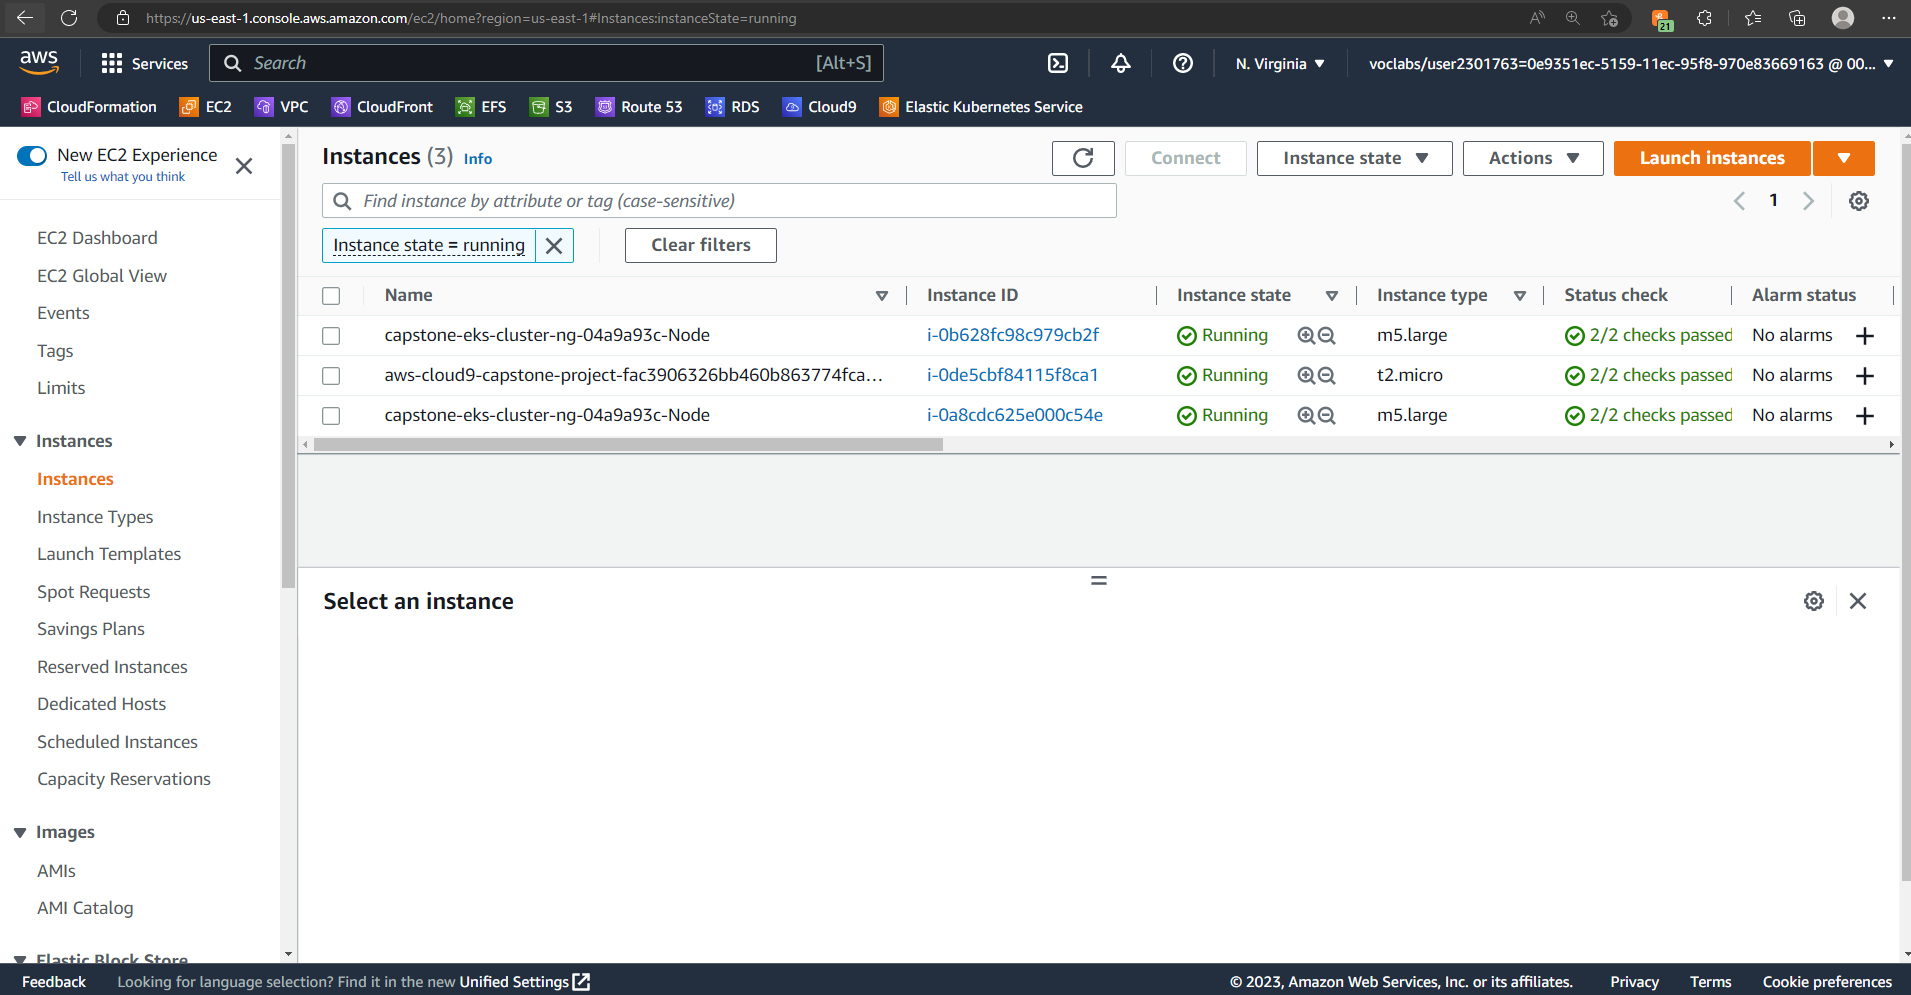 https://us-east-1.console.aws.amazon.com/ec2/home?region=us-east-1#Instances:instanceState=running
21
aws
Services
Search
[Alt+S]
N. Virginia
voclabs/user2301763=0e9351ec-5159-11ec-95f8-970e83669163 @ 00...
CloudFormation
EC2
VPC
CloudFront
EFS
S3
Route 53
RDS
Cloud9
Elastic Kubernetes Service
New EC2 Experience
Tell us what you think
EC2 Dashboard
EC2 Global View
Events
Tags
Limits
Instances
Instances
Instance Types
Launch Templates
Spot Requests
Savings Plans
Reserved Instances
Dedicated Hosts
Scheduled Instances
Capacity Reservations
Images
AMIs
AMI Catalog
Elastic Block Store
Instances (3) Info
Connect
Instance state
Actions
Launch instances
Find instance by attribute or tag (case-sensitive)
1
Instance state = running
Clear filters
Name Instance ID Instance state Instance type Status check Alarm status
capstone-eks-cluster-ng-04a9a93c-Node i-0b628fc98c979cb2f Running m5.large 2/2 checks passed No alarms
aws-cloud9-capstone-project-fac3906326bb460b863774fca... i-0de5cbf84115f8ca1 Running t2.micro 2/2 checks passed No alarms
capstone-eks-cluster-ng-04a9a93c-Node i-0a8cdc625e000c54e Running m5.large 2/2 checks passed No alarms
Select an instance
Feedback
Looking for language selection? Find it in the new Unified Settings
© 2023, Amazon Web Services, Inc. or its affiliates.
Privacy
Terms
Cookie preferences